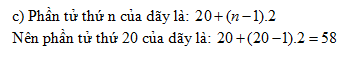 c) Phần tử thứ n của dãy là: 20+(n-1).2
Nên phần tử thứ 20 của dãy là: 20+(20-1).2=58